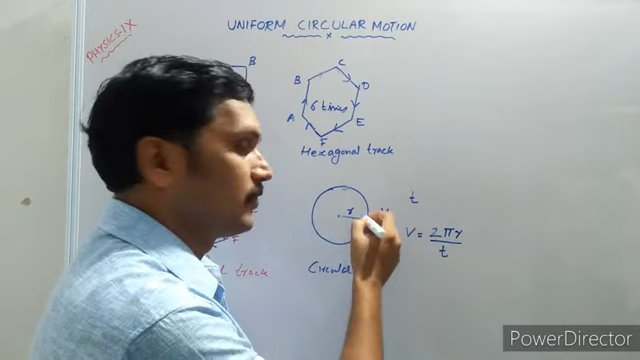 UNIFORM CIRCULAR MOTION
PHYSICS-IX
B
C
B
D
6 times
A
E
F
Hexagonal track
r
t
V = 2πr
t
Circular
track
PowerDirector